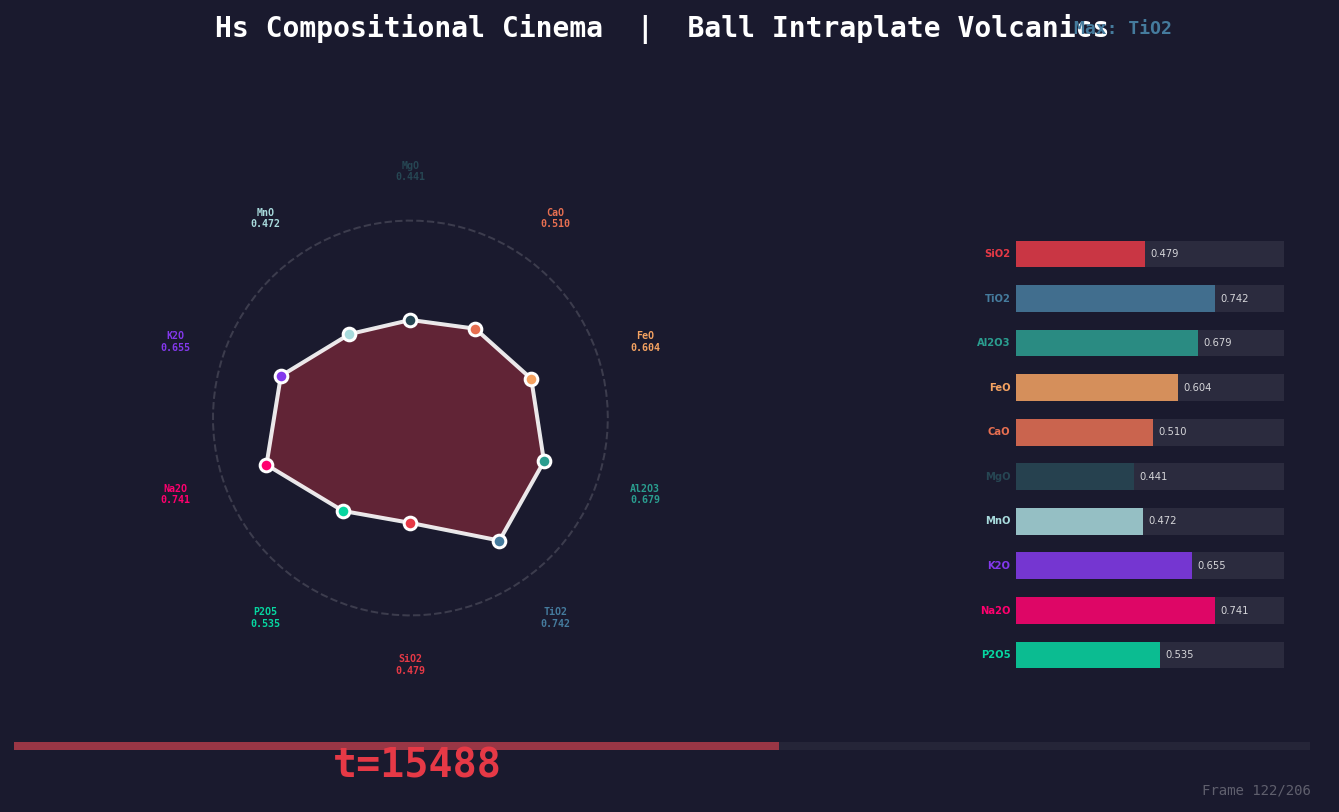 Hs Compositional Cinema | Ball Intraplate Volcanics
Max: TiO2
MgO
0.441
MnO
0.472
CaO
0.510
K2O
0.655
FeO
0.604
Na2O
0.741
Al2O3
0.679
P2O5
0.535
TiO2
0.742
SiO2
0.479
SiO2 0.479
TiO2 0.742
Al2O3 0.679
FeO 0.604
CaO 0.510
MgO 0.441
MnO 0.472
K2O 0.655
Na2O 0.741
P2O5 0.535
t=15488
Frame 122/206